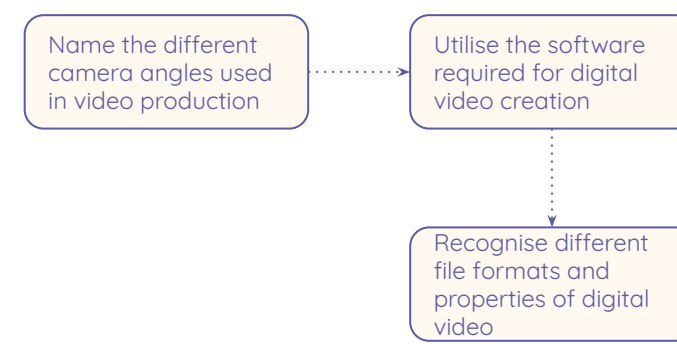 Name the different
camera angles used
in video production
Utilise the software
required for digital
video creation
Recognise different
file formats and
properties of digital
video